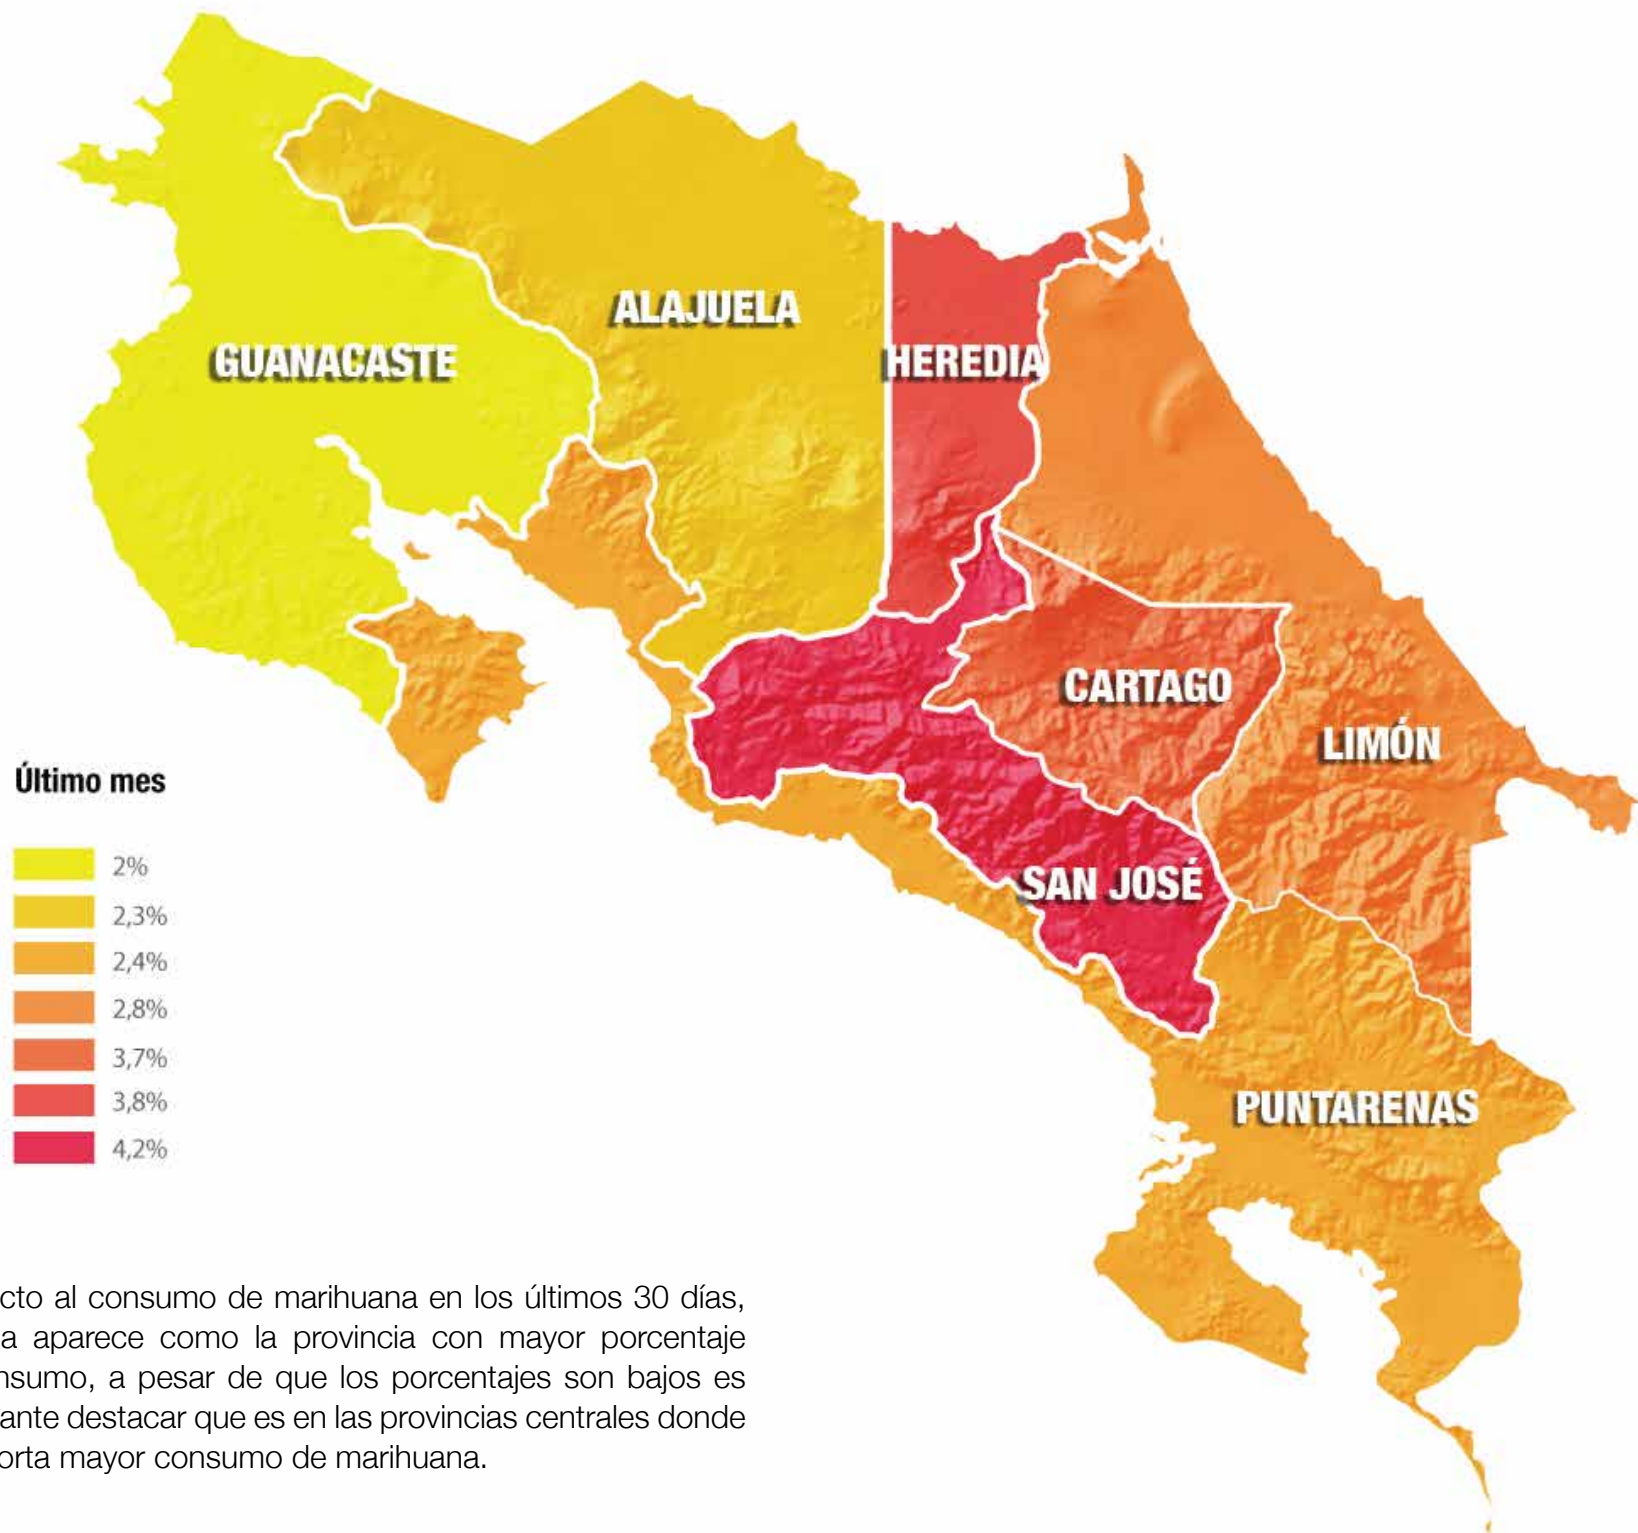 ALAJUELA
GUANACASTE
HEREDIA
CARTAGO
LIMÓN
Último mes
2%
2,3%
2,4%
2,8%
3,7%
3,8%
4,2%
SAN JOSÉ
PUNTARENAS
cto al consumo de marihuana en los últimos 30 días,
a aparece como la provincia con mayor porcentaje
nsumo, a pesar de que los porcentajes son bajos es
ante destacar que es en las provincias centrales donde
orta mayor consumo de marihuana.